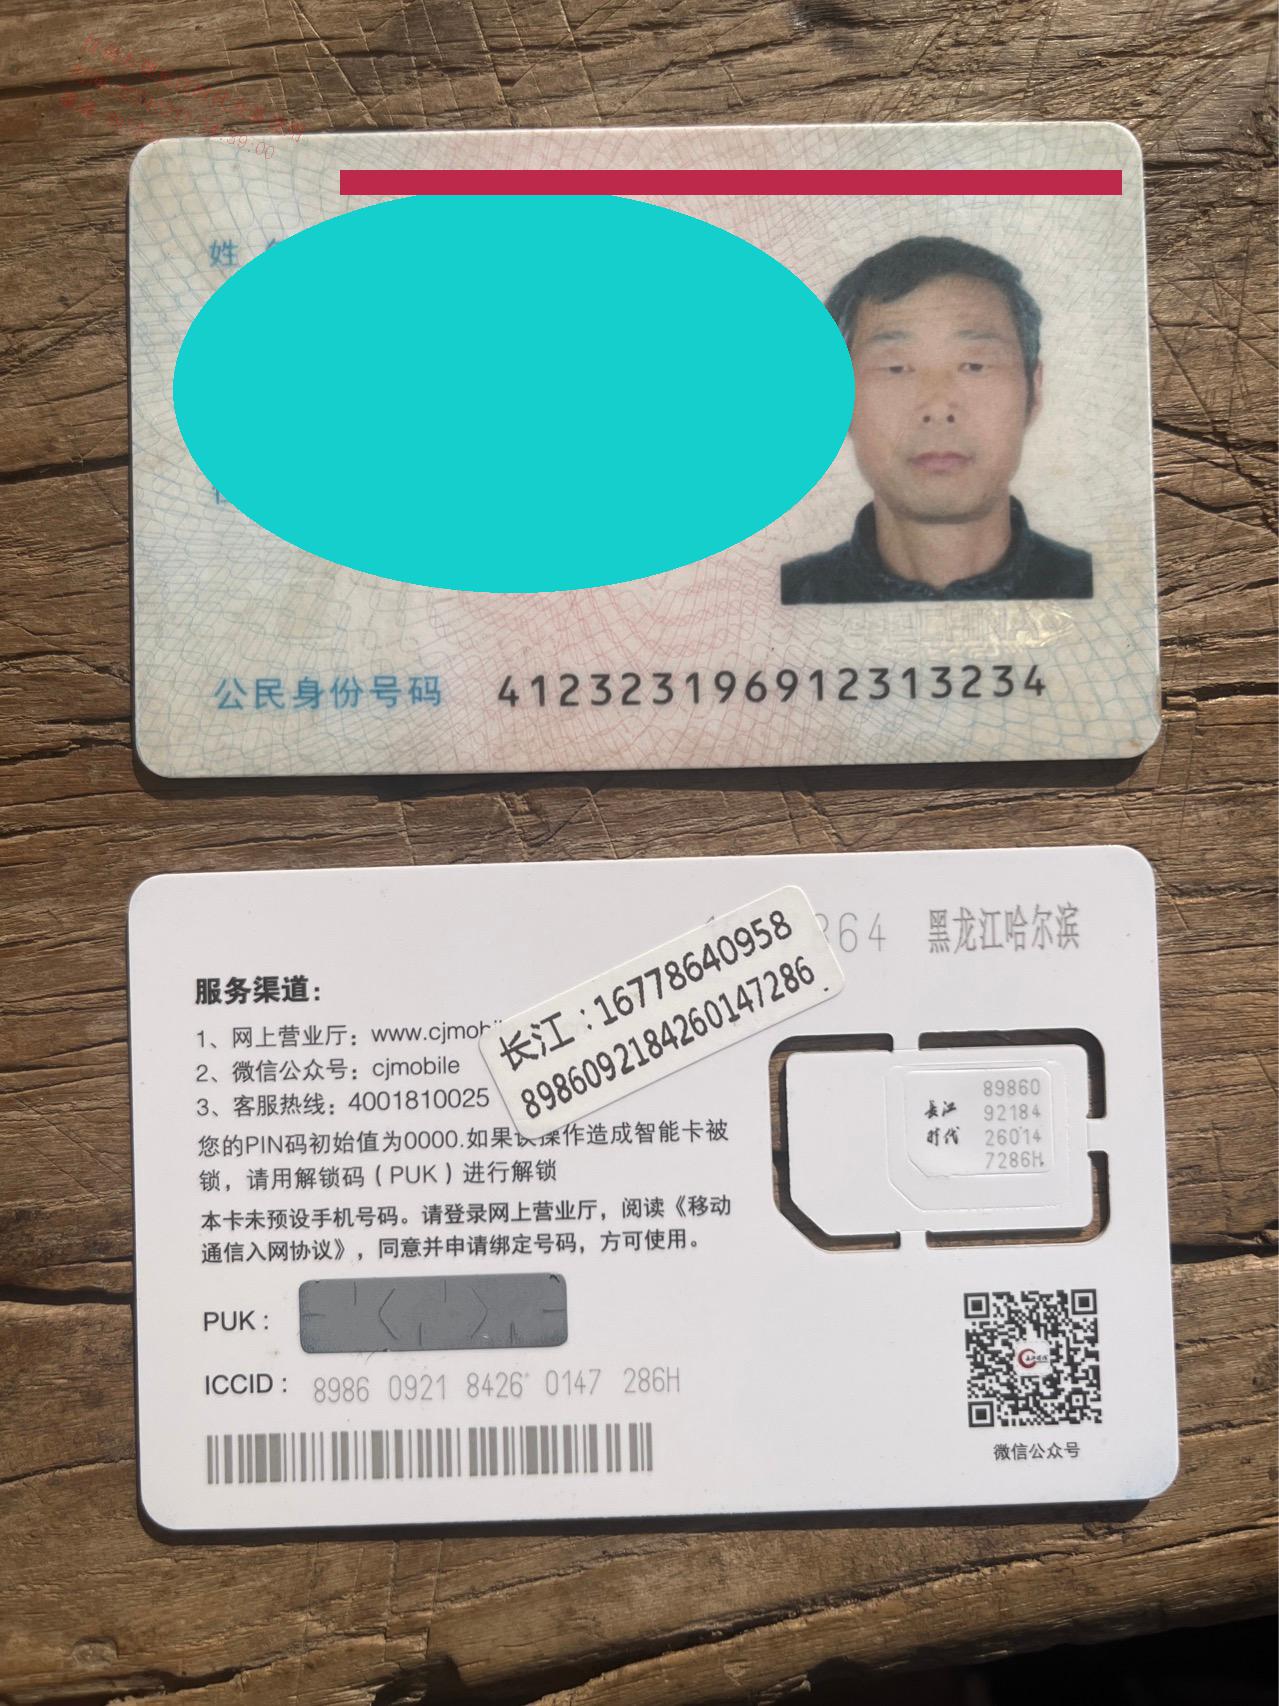 姓
公民身份号码 412323196912313234
364 黑龙江哈尔滨
长江:16778640958
8986092184260147286
服务渠道:
1、网上营业厅: www.cjmobil
2、微信公众号: cjmobile
3、客服热线: 4001810025
您的PIN码初始值为0000.如果误操作造成智能卡被
锁，请用解锁码（PUK）进行解锁
本卡未预设手机号码。请登录网上营业厅，阅读《移动
通信入网协议》，同意并申请绑定号码，方可使用。
长江
时代
89860
92184
26014
7286H
PUK:
ICCID: 8986 0921 8426 0147 286H
微信公众号